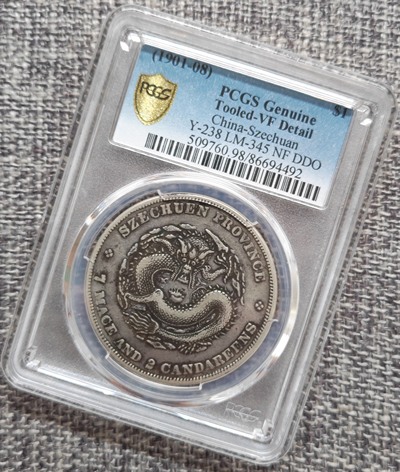 (1901-08) $1
PCGS
PCGS Genuine
Tooled-VF Detail
China-Szechuan
Y-238 LM-345 NF DDO
509760.98/86694492
SZECHUEN PROVINCE
7 MACE AND 2 CANDAREENS
PCGS